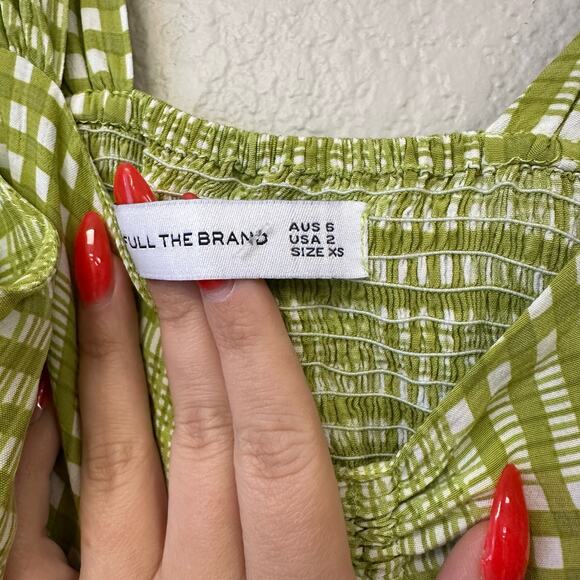 FULL THE BRAND
AUS 6
USA 2
SIZE XS